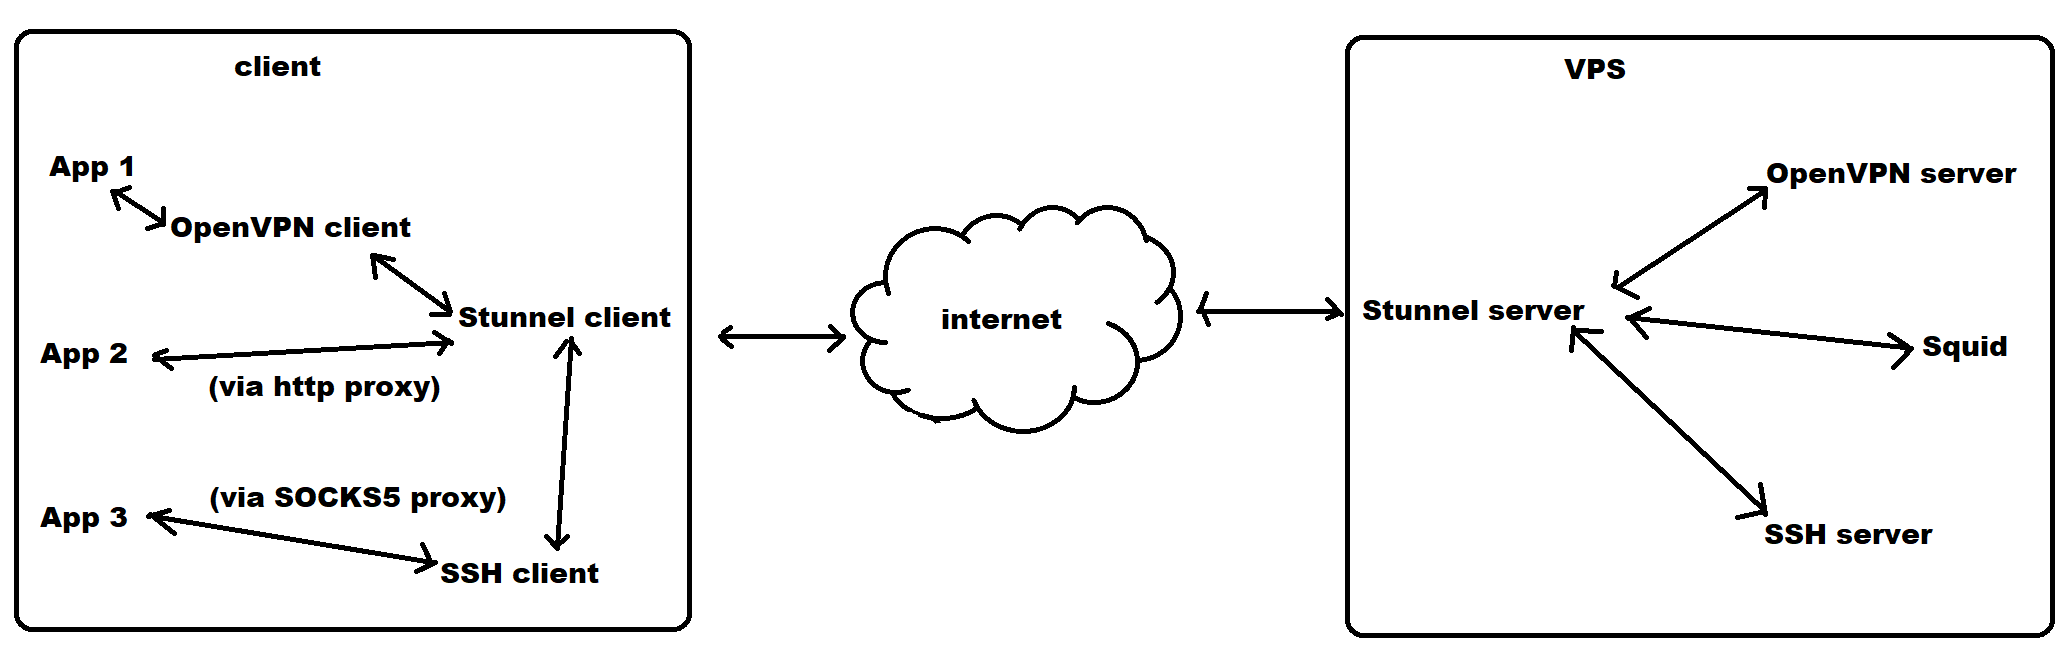 client
App 1
OpenVPN client
Stunnel client
App 2
(via http proxy)
(via SOCKS5 proxy)
App 3
SSH client
internet
VPS
OpenVPN server
Stunnel server
Squid
SSH server